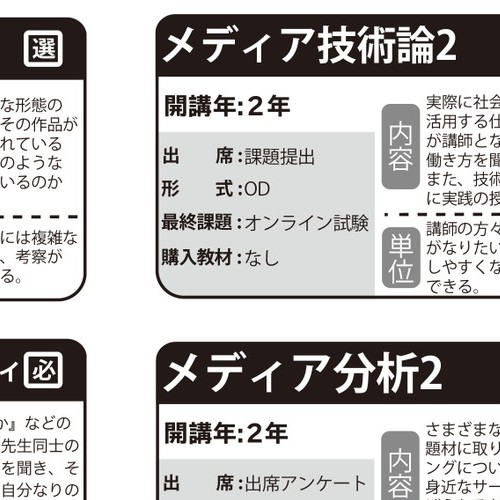 選
な形態の
その作品が
れている
のような
いるのか
には複雑な
、考察が
る。
メディア技術論2
開講年:2年
出　　席:課題提出
形　　式:OD
最終課題:オンライン試験
購入教材:なし
内容
実際に社会
活用する仕
が講師とな
働き方を聞
また、技術
に実践の授
単位
講師の方々
がなりたい
しやすくな
できる。
ィ必
か』などの
先生同士の
を聞き、そ
自分なりの
メディア分析2
開講年:2年
出　　席:出席アンケート
内容
さまざまな
題材に取り
ングについ
身近なサー